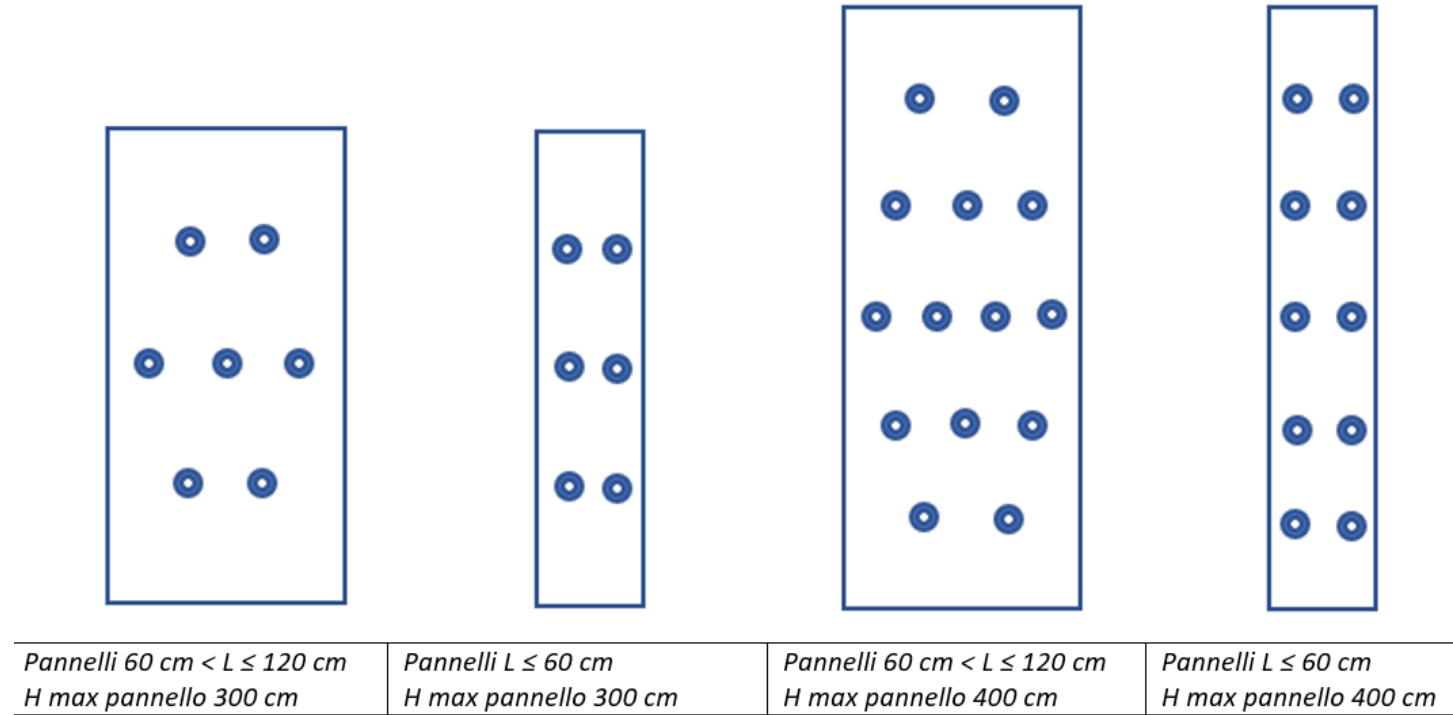 Pannelli 60 cm < L ≤ 120 cm
H max pannello 300 cm
Pannelli L ≤ 60 cm
H max pannello 300 cm
Pannelli 60 cm < L ≤ 120 cm
H max pannello 400 cm
Pannelli L ≤ 60 cm
H max pannello 400 cm